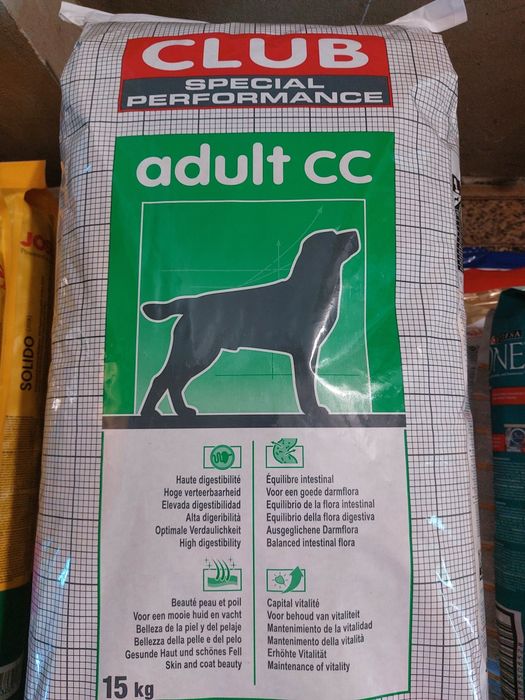 CLUB
SPECIAL
PERFORMANCE
adult cc
Haute digestibilité
Hoge verteerbaarheid
Elevada digestibilidad
Alta digeribilità
Optimale Verdaulichkeit
High digestibility
Équilibre intestinal
Voor een goede darmflora
Equilibrio de la flora intestinal
Equilibrio della flora digestiva
Ausgeglichene Darmflora
Balanced intestinal flora
Beauté peau et poil
Voor een mooie huid en vacht
Belleza de la piel y del pelaje
Bellezza della pelle e del pelo
Gesunde Haut und schönes Fell
Skin and coat beauty
Capital vitalité
Voor behoud van vitaliteit
Mantenimiento de la vitalidad
Mantenimento della vitalità
Erhöhte Vitalität
Maintenance of vitality
15 kg
SOLIDO